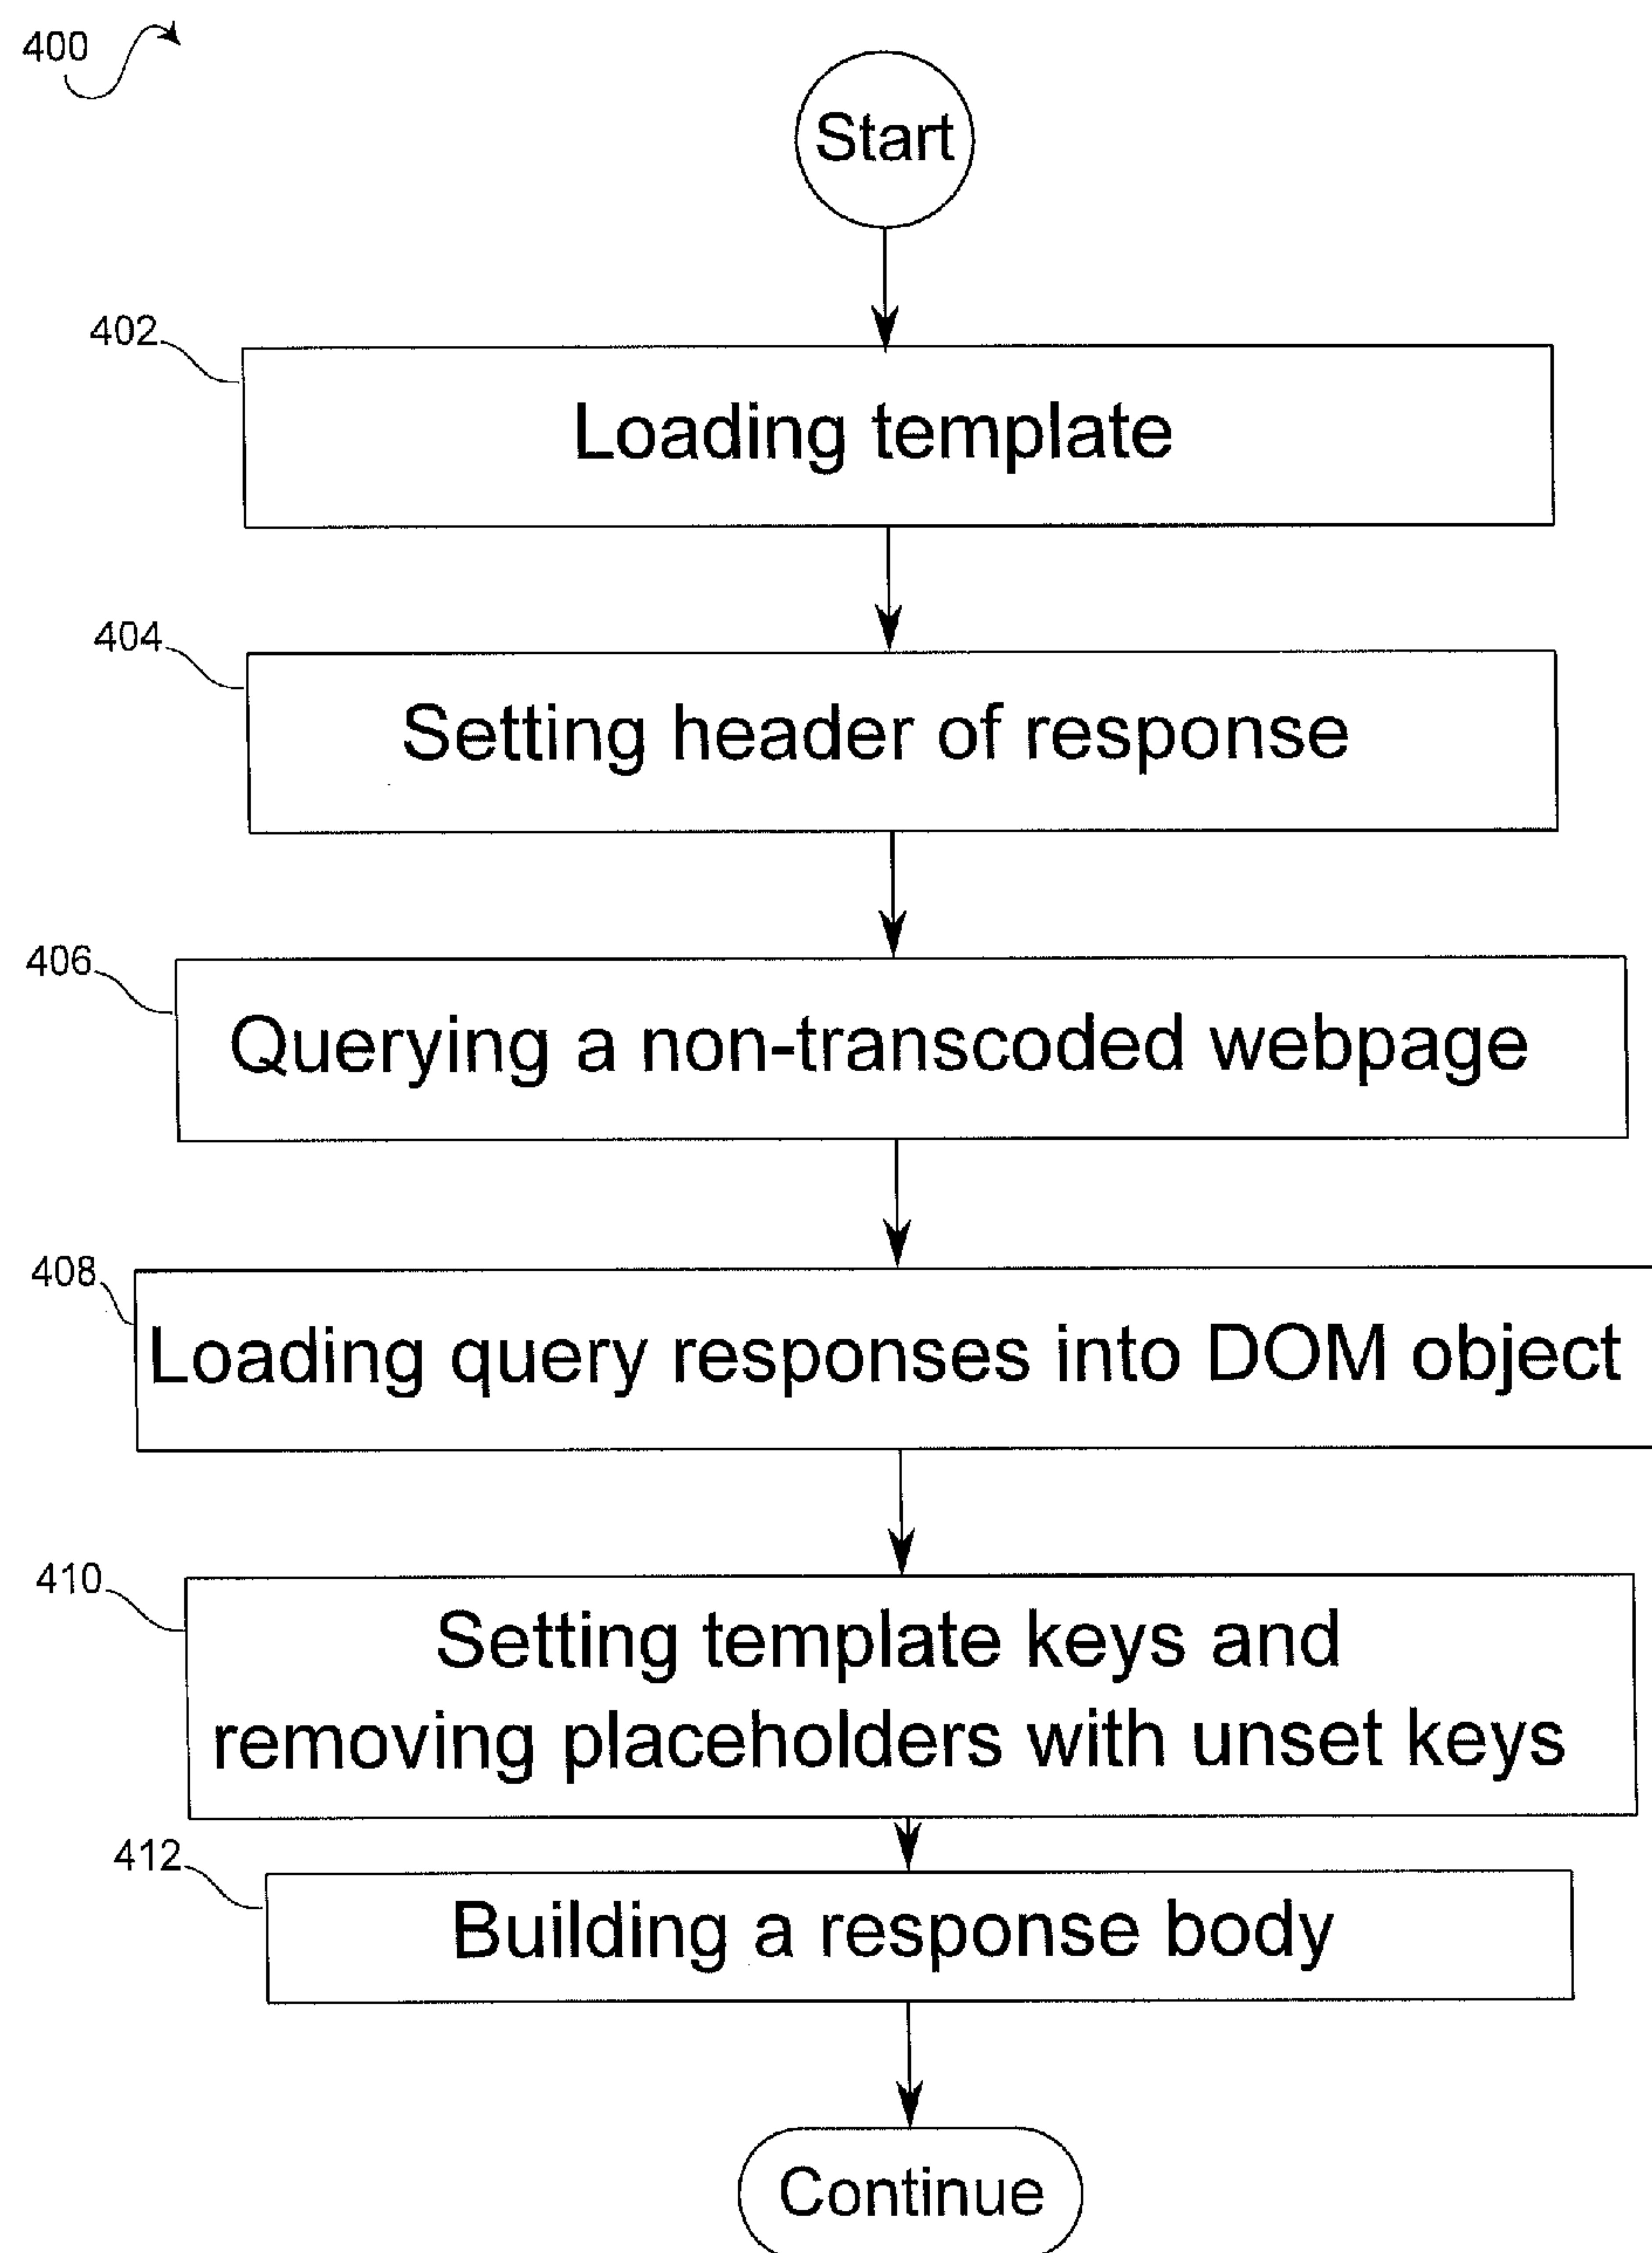 400
Start
402
Loading template
404
Setting header of response
406
Querying a non-transcoded webpage
408
Loading query responses into DOM object
410
Setting template keys and
removing placeholders with unset keys
412
Building a response body
Continue